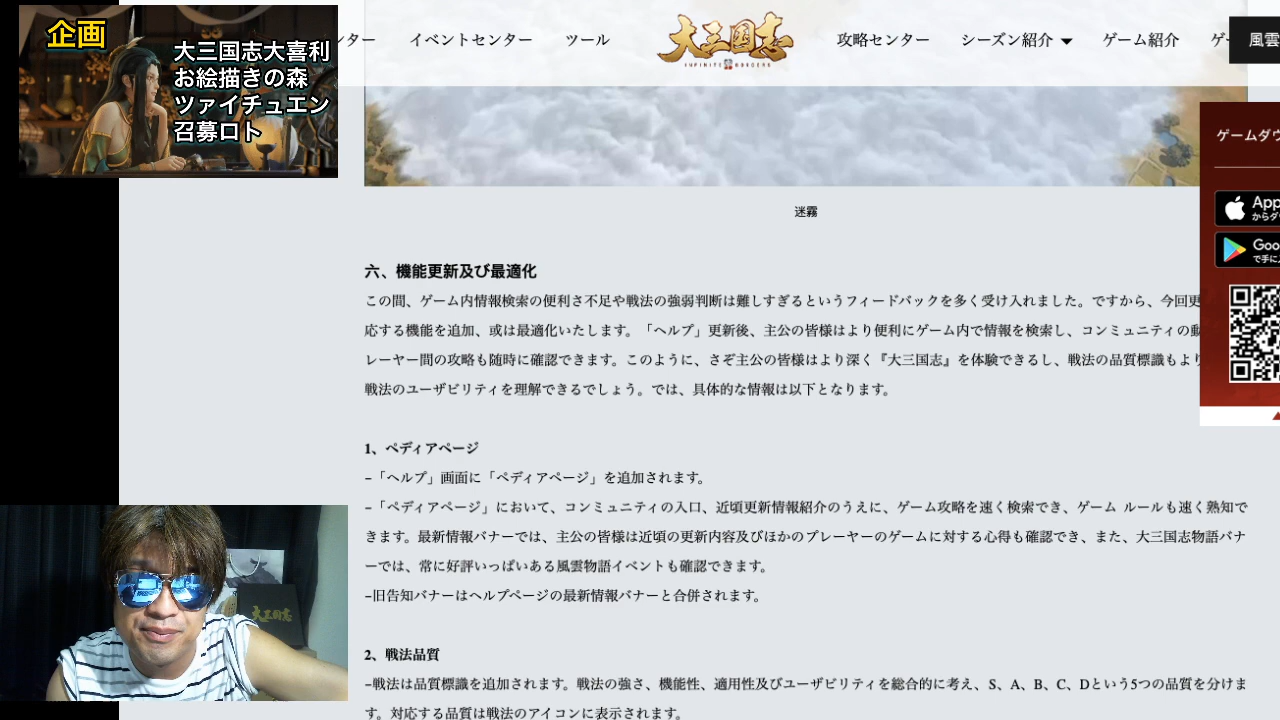 企画
大三国志大喜利
お絵描きの森
ツァイチュエン
召募ロト
ンター
イベントセンター
ツール
大三国志
INFINITE BORDERS
攻略センター
シーズン紹介
ゲーム紹介
ゲー
風雲
ゲームダウ
App
からダ
Goo
で手に入
迷霧
六、機能更新及び最適化
この間、ゲーム内情報検索の便利さ不足や戦法の強弱判断は難しすぎるというフィードバックを多く受け入れました。ですから、今回更
応する機能を追加、或は最適化いたします。「ヘルプ」更新後、主公の皆様はより便利にゲーム内で情報を検索し、コンミュニティの動
レーヤー間の攻略も随時に確認できます。このように、さぞ主公の皆様はより深く『大三国志』を体験できるし、戦法の品質標識もより
戦法のユーザビリティを理解できるでしょう。では、具体的な情報は以下となります。
1、ペディアページ
–「ヘルプ」画面に「ペディアページ」を追加されます。
–「ペディアページ」において、コンミュニティの入口、近頃更新情報紹介のうえに、ゲーム攻略を速く検索でき、ゲーム ルールも速く熟知で
きます。最新情報バナーでは、主公の皆様は近頃の更新内容及びほかのプレーヤーのゲームに対する心得も確認でき、また、大三国志物語バナ
ーでは、常に好評いっぱいある風雲物語イベントも確認できます。
–旧告知バナーはヘルプページの最新情報バナーと合併されます。
大三国志
2、戦法品質
–戦法は品質標識を追加されます。戦法の強さ、機能性、適用性及びユーザビリティを総合的に考え、S、A、B、C、Dという5つの品質を分けま
す。対応する品質は戦法のアイコンに表示されます。